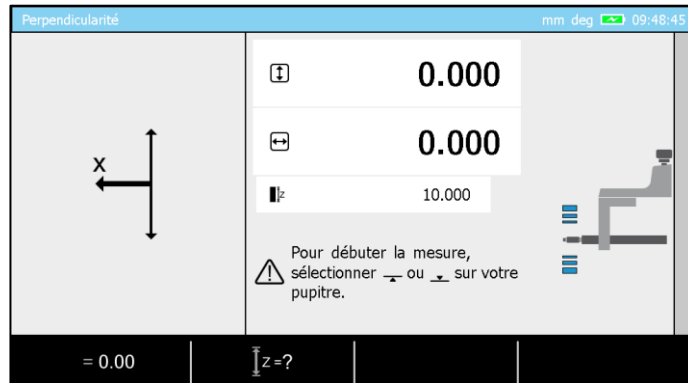 Perpendicularité
mm deg 09:48:45
0.000
X
0.000
z 10.000
Pour débuter la mesure,
sélectionner ou sur votre
pupitre.
= 0.00
z =?